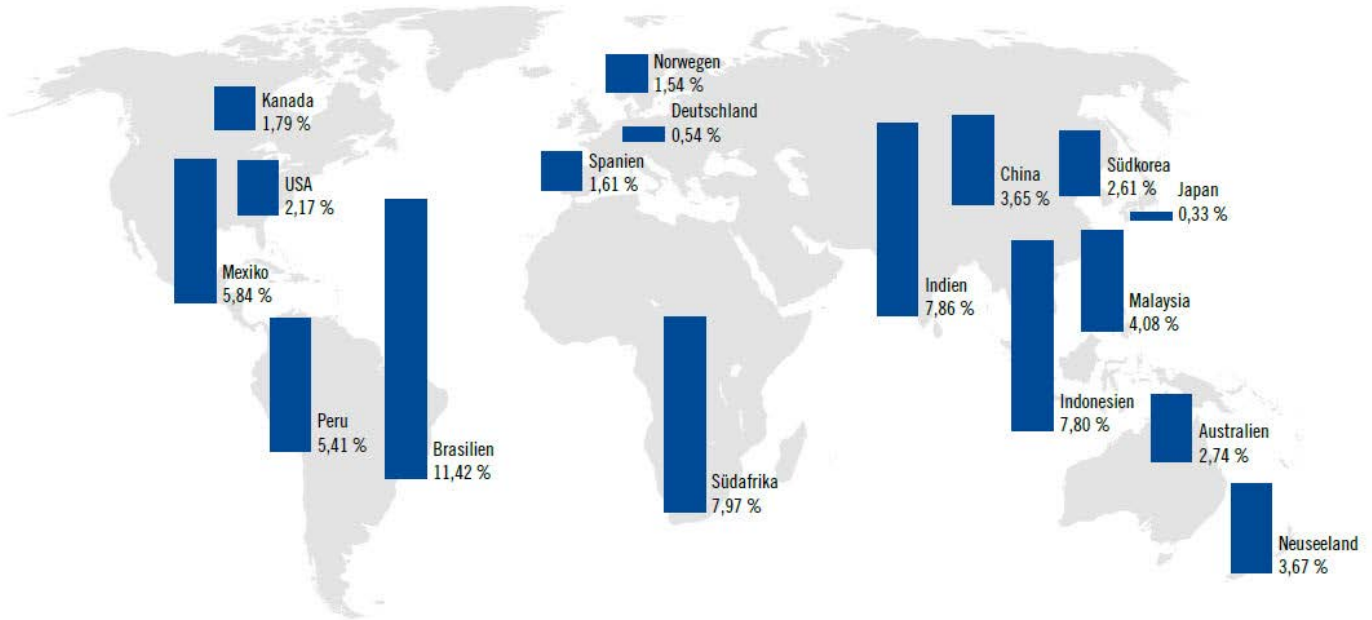 Norwegen
1,54 %
Kanada
1,79 %
Deutschland
0,54 %
Spanien
1,61 %
USA
2,17 %
China
3,65 %
Südkorea
2,61 %
Japan
0,33 %
Mexiko
5,84 %
Indien
7,86 %
Malaysia
4,08 %
Peru
5,41 %
Brasilien
11,42 %
Südafrika
7,97 %
Indonesien
7,80 %
Australien
2,74 %
Neuseeland
3,67 %